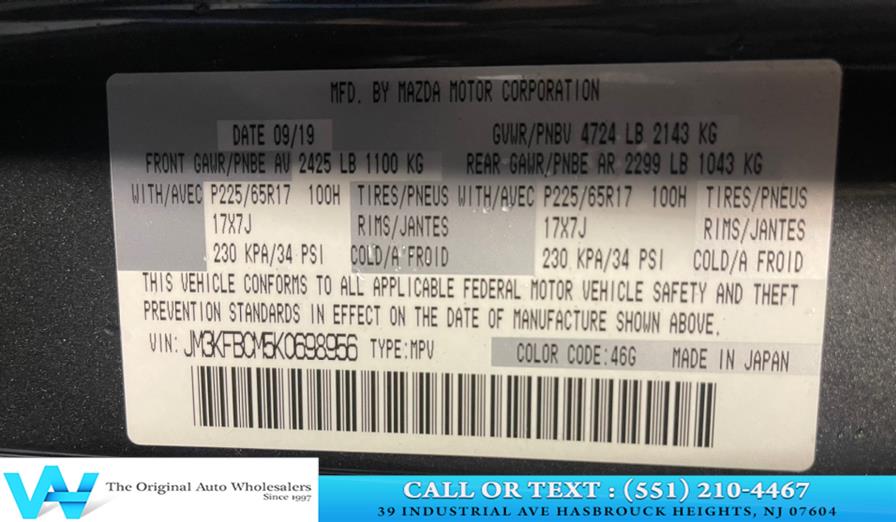 MFD. BY MAZDA MOTOR CORPORATION
DATE 09/19 GVWR/PNBV 4724 LB 2143 KG
FRONT GAWR/PNBE AV 2425 LB 1100 KG REAR GAWR/PNBE AR 2299 LB 1043 KG
WITH/AVEC P225/65R17 100H TIRES/PNEUS WITH/AVEC P225/65R17 100H TIRES/PNEUS
17X7J RIMS/JANTES 17X7J RIMS/JANTES
230 KPA/34 PSI COLD/A FROID 230 KPA/34 PSI COLD/A FROID
THIS VEHICLE CONFORMS TO ALL APPLICABLE FEDERAL MOTOR VEHICLE SAFETY AND THEFT
PREVENTION STANDARDS IN EFFECT ON THE DATE OF MANUFACTURE SHOWN ABOVE.
VIN: JM3KFBCM5K0698956 TYPE:MPV COLOR CODE:46G MADE IN JAPAN
The Original Auto Wholesalers
Since 1997
CALL OR TEXT : (551) 210-4467
39 INDUSTRIAL AVE HASBROUCK HEIGHTS, NJ 07604